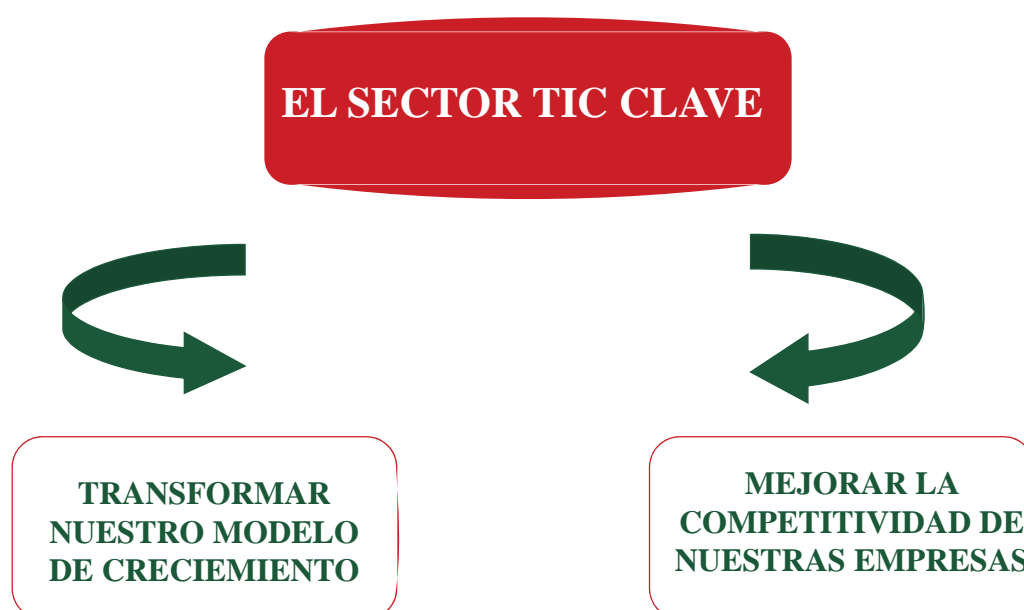 EL SECTOR TIC CLAVE
TRANSFORMAR
NUESTRO MODELO
DE CRECIEMIENTO
MEJORAR LA
COMPETITIVIDAD DE
NUESTRAS EMPRESAS